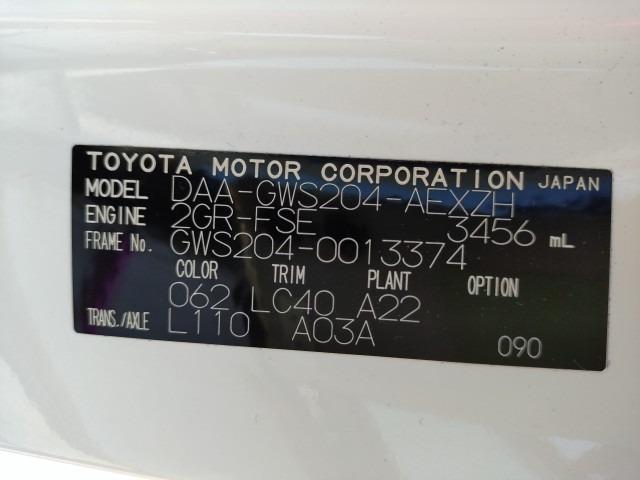 TOYOTA MOTOR CORPORATION JAPAN
MODEL DAA-GWS204-AEXZH
ENGINE 2GR-FSE 3456 mL
FRAME No. GWS204-0013374
COLOR TRIM PLANT OPTION
062 LC40 A22
TRANS./AXLE L110 A03A
090